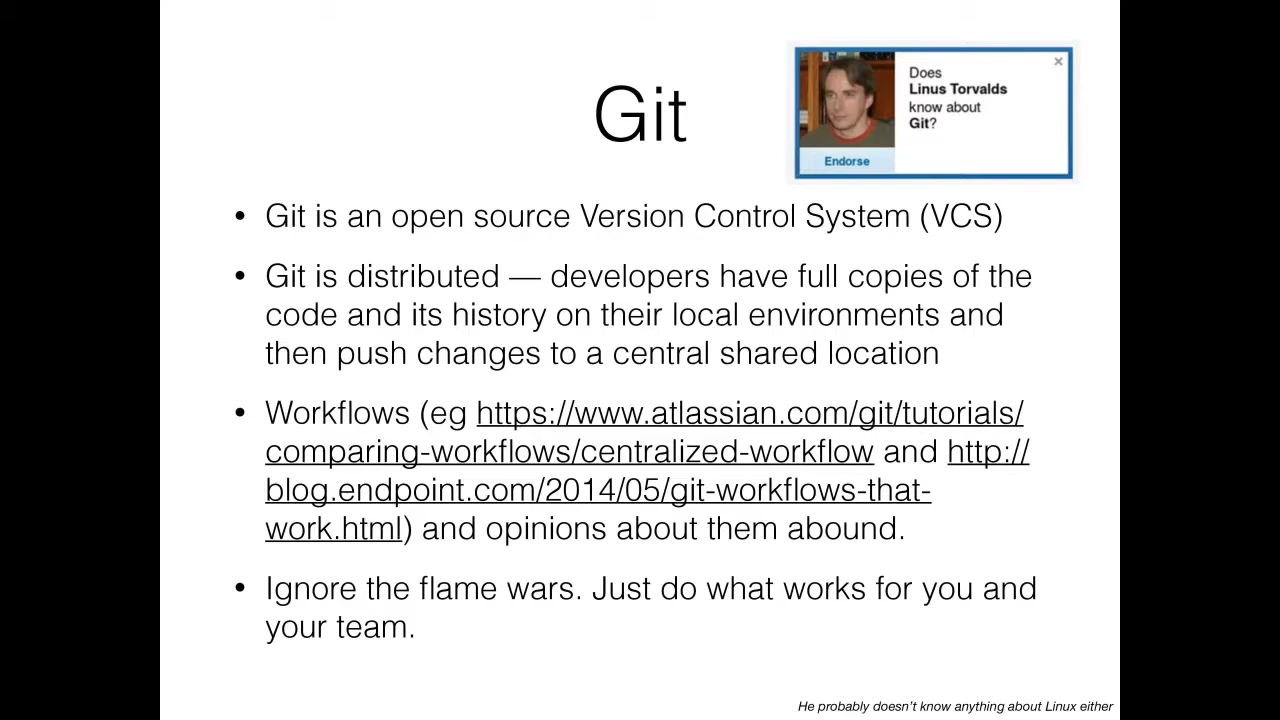 Git
Does
Linus Torvalds
know about
Git?
Endorse
• Git is an open source Version Control System (VCS)
• Git is distributed — developers have full copies of the
code and its history on their local environments and
then push changes to a central shared location
• Workflows (eg https://www.atlassian.com/git/tutorials/
comparing-workflows/centralized-workflow and http://
blog.endpoint.com/2014/05/git-workflows-that-
work.html) and opinions about them abound.
• Ignore the flame wars. Just do what works for you and
your team.
He probably doesn’t know anything about Linux either